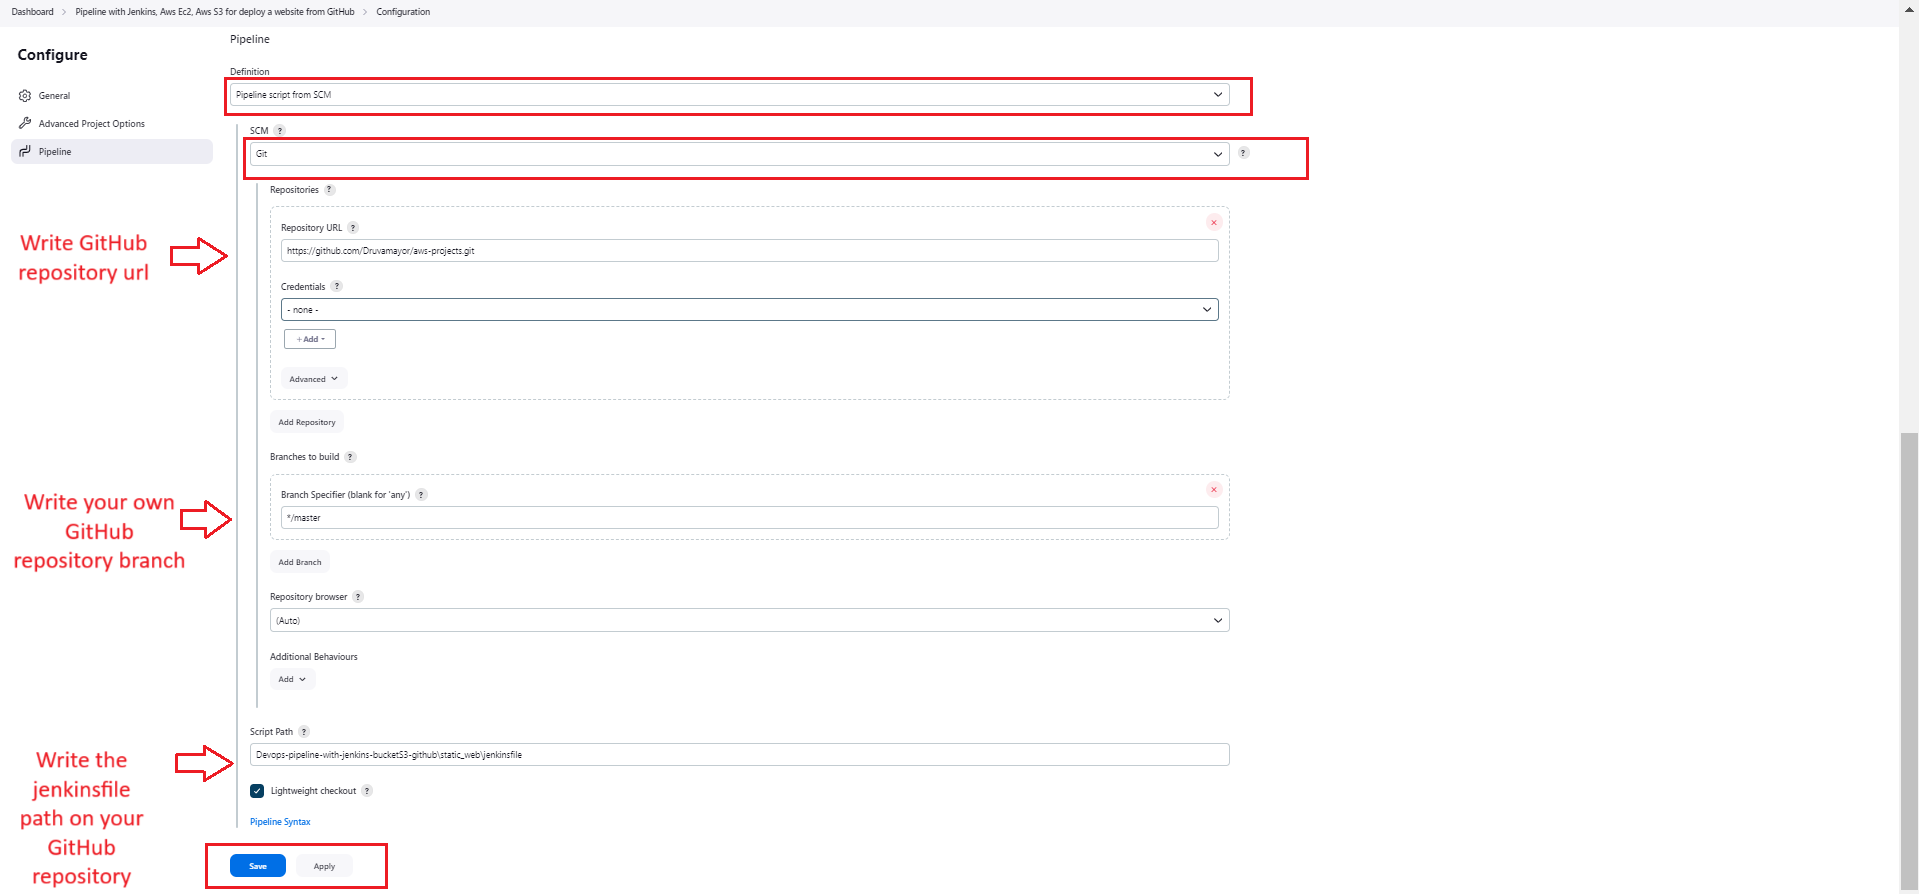 Dashboard > Pipeline with Jenkins, Aws Ec2, Aws S3 for deploy a website from GitHub > Configuration
Configure
General
Advanced Project Options
Pipeline
Pipeline
Definition
Pipeline script from SCM
SCM ?
Git
?
Repositories ?
Repository URL ?
https://github.com/Druvamayor/aws-projects.git
Credentials ?
- none -
+ Add
Advanced
Add Repository
Branches to build ?
Branch Specifier (blank for 'any') ?
*/master
Add Branch
Repository browser ?
(Auto)
Additional Behaviours
Add
Script Path ?
Devops-pipeline-with-jenkins-bucketS3-github\static_web\jenkinsfile
Lightweight checkout ?
Pipeline Syntax
Save
Apply
Write GitHub
repository url
Write your own
GitHub
repository branch
Write the
jenkinsfile
path on your
GitHub
repository